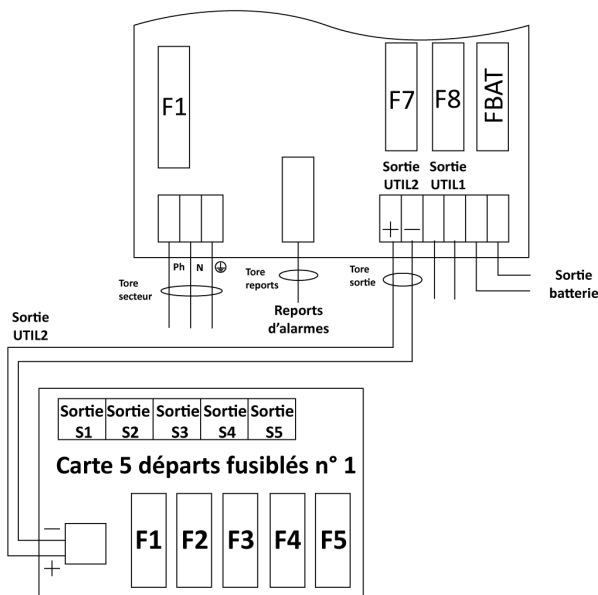 F1
F7
F8
FBAT
Sortie
UTIL2
Sortie
UTIL1
+
−
Ph
N
Tore
secteur
Tore
reports
Tore
sortie
Sortie
batterie
Reports
d’alarmes
Sortie
UTIL2
Sortie
S1
Sortie
S2
Sortie
S3
Sortie
S4
Sortie
S5
Carte 5 départs fusiblés n° 1
−
+
F1
F2
F3
F4
F5